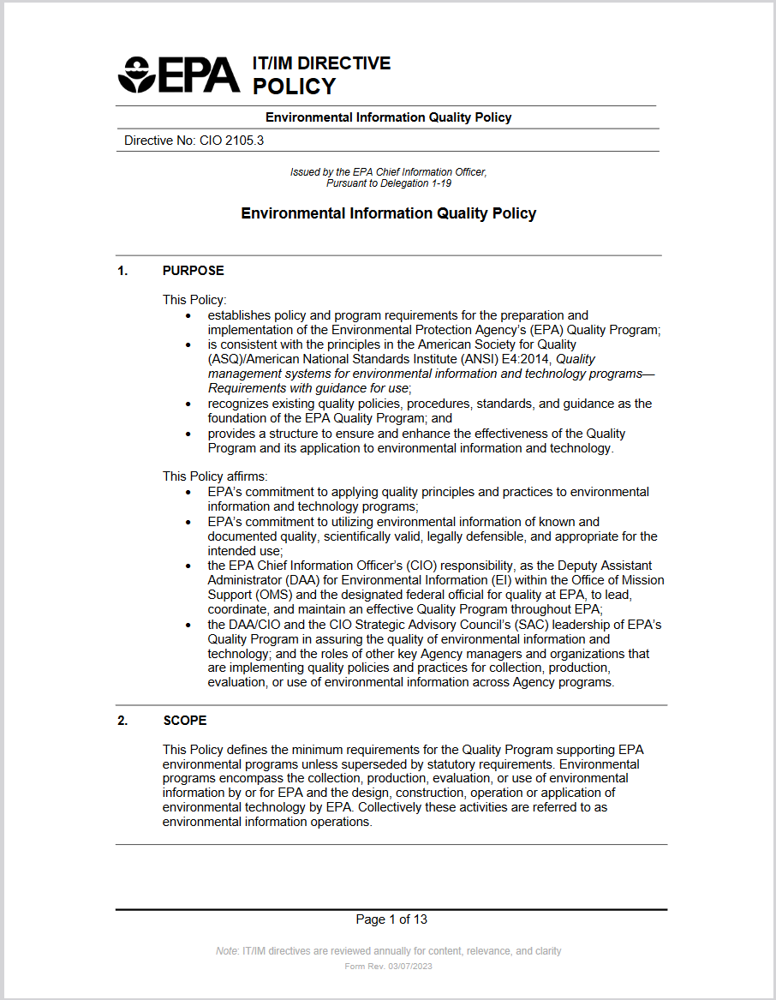 EPA IT/IM DIRECTIVE
POLICY
Environmental Information Quality Policy
Directive No: CIO 2105.3
Issued by the EPA Chief Information Officer,
Pursuant to Delegation 1-19
Environmental Information Quality Policy
1. PURPOSE
This Policy:
• establishes policy and program requirements for the preparation and
implementation of the Environmental Protection Agency’s (EPA) Quality Program;
• is consistent with the principles in the American Society for Quality
(ASQ)/American National Standards Institute (ANSI) E4:2014, Quality
management systems for environmental information and technology programs—
Requirements with guidance for use;
• recognizes existing quality policies, procedures, standards, and guidance as the
foundation of the EPA Quality Program; and
• provides a structure to ensure and enhance the effectiveness of the Quality
Program and its application to environmental information and technology.
This Policy affirms:
• EPA’s commitment to applying quality principles and practices to environmental
information and technology programs;
• EPA’s commitment to utilizing environmental information of known and
documented quality, scientifically valid, legally defensible, and appropriate for the
intended use;
• the EPA Chief Information Officer’s (CIO) responsibility, as the Deputy Assistant
Administrator (DAA) for Environmental Information (EI) within the Office of Mission
Support (OMS) and the designated federal official for quality at EPA, to lead,
coordinate, and maintain an effective Quality Program throughout EPA;
• the DAA/CIO and the CIO Strategic Advisory Council’s (SAC) leadership of EPA’s
Quality Program in assuring the quality of environmental information and
technology; and the roles of other key Agency managers and organizations that
are implementing quality policies and practices for collection, production,
evaluation, or use of environmental information across Agency programs.
2. SCOPE
This Policy defines the minimum requirements for the Quality Program supporting EPA
environmental programs unless superseded by statutory requirements. Environmental
programs encompass the collection, production, evaluation, or use of environmental
information by or for EPA and the design, construction, operation or application of
environmental technology by EPA. Collectively these activities are referred to as
environmental information operations.
Page 1 of 13
Note: IT/IM directives are reviewed annually for content, relevance, and clarity
Form Rev. 03/07/2023